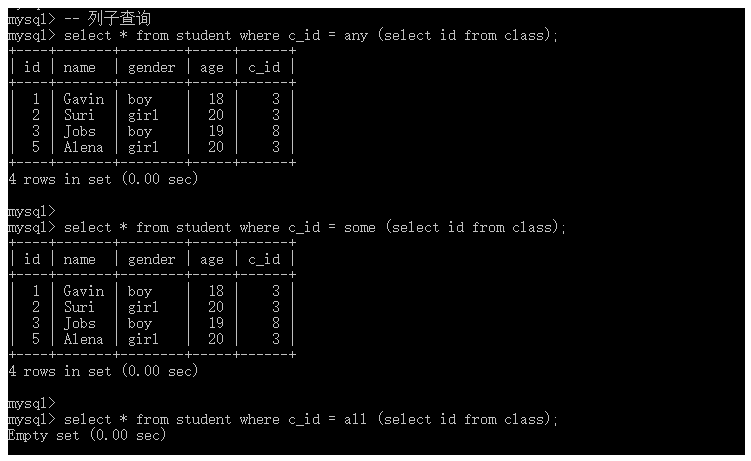 mysql> -- 列子查询
mysql> select * from student where c_id = any (select id from class);
+----+-------+--------+-----+------+
| id | name  | gender | age | c_id |
+----+-------+--------+-----+------+
|  1 | Gavin | boy    |  18 |    3 |
|  2 | Suri  | girl   |  20 |    3 |
|  3 | Jobs  | boy    |  19 |    8 |
|  5 | Alena | girl   |  20 |    3 |
+----+-------+--------+-----+------+
4 rows in set (0.00 sec)

mysql>
mysql> select * from student where c_id = some (select id from class);
+----+-------+--------+-----+------+
| id | name  | gender | age | c_id |
+----+-------+--------+-----+------+
|  1 | Gavin | boy    |  18 |    3 |
|  2 | Suri  | girl   |  20 |    3 |
|  3 | Jobs  | boy    |  19 |    8 |
|  5 | Alena | girl   |  20 |    3 |
+----+-------+--------+-----+------+
4 rows in set (0.00 sec)

mysql>
mysql> select * from student where c_id = all (select id from class);
Empty set (0.00 sec)